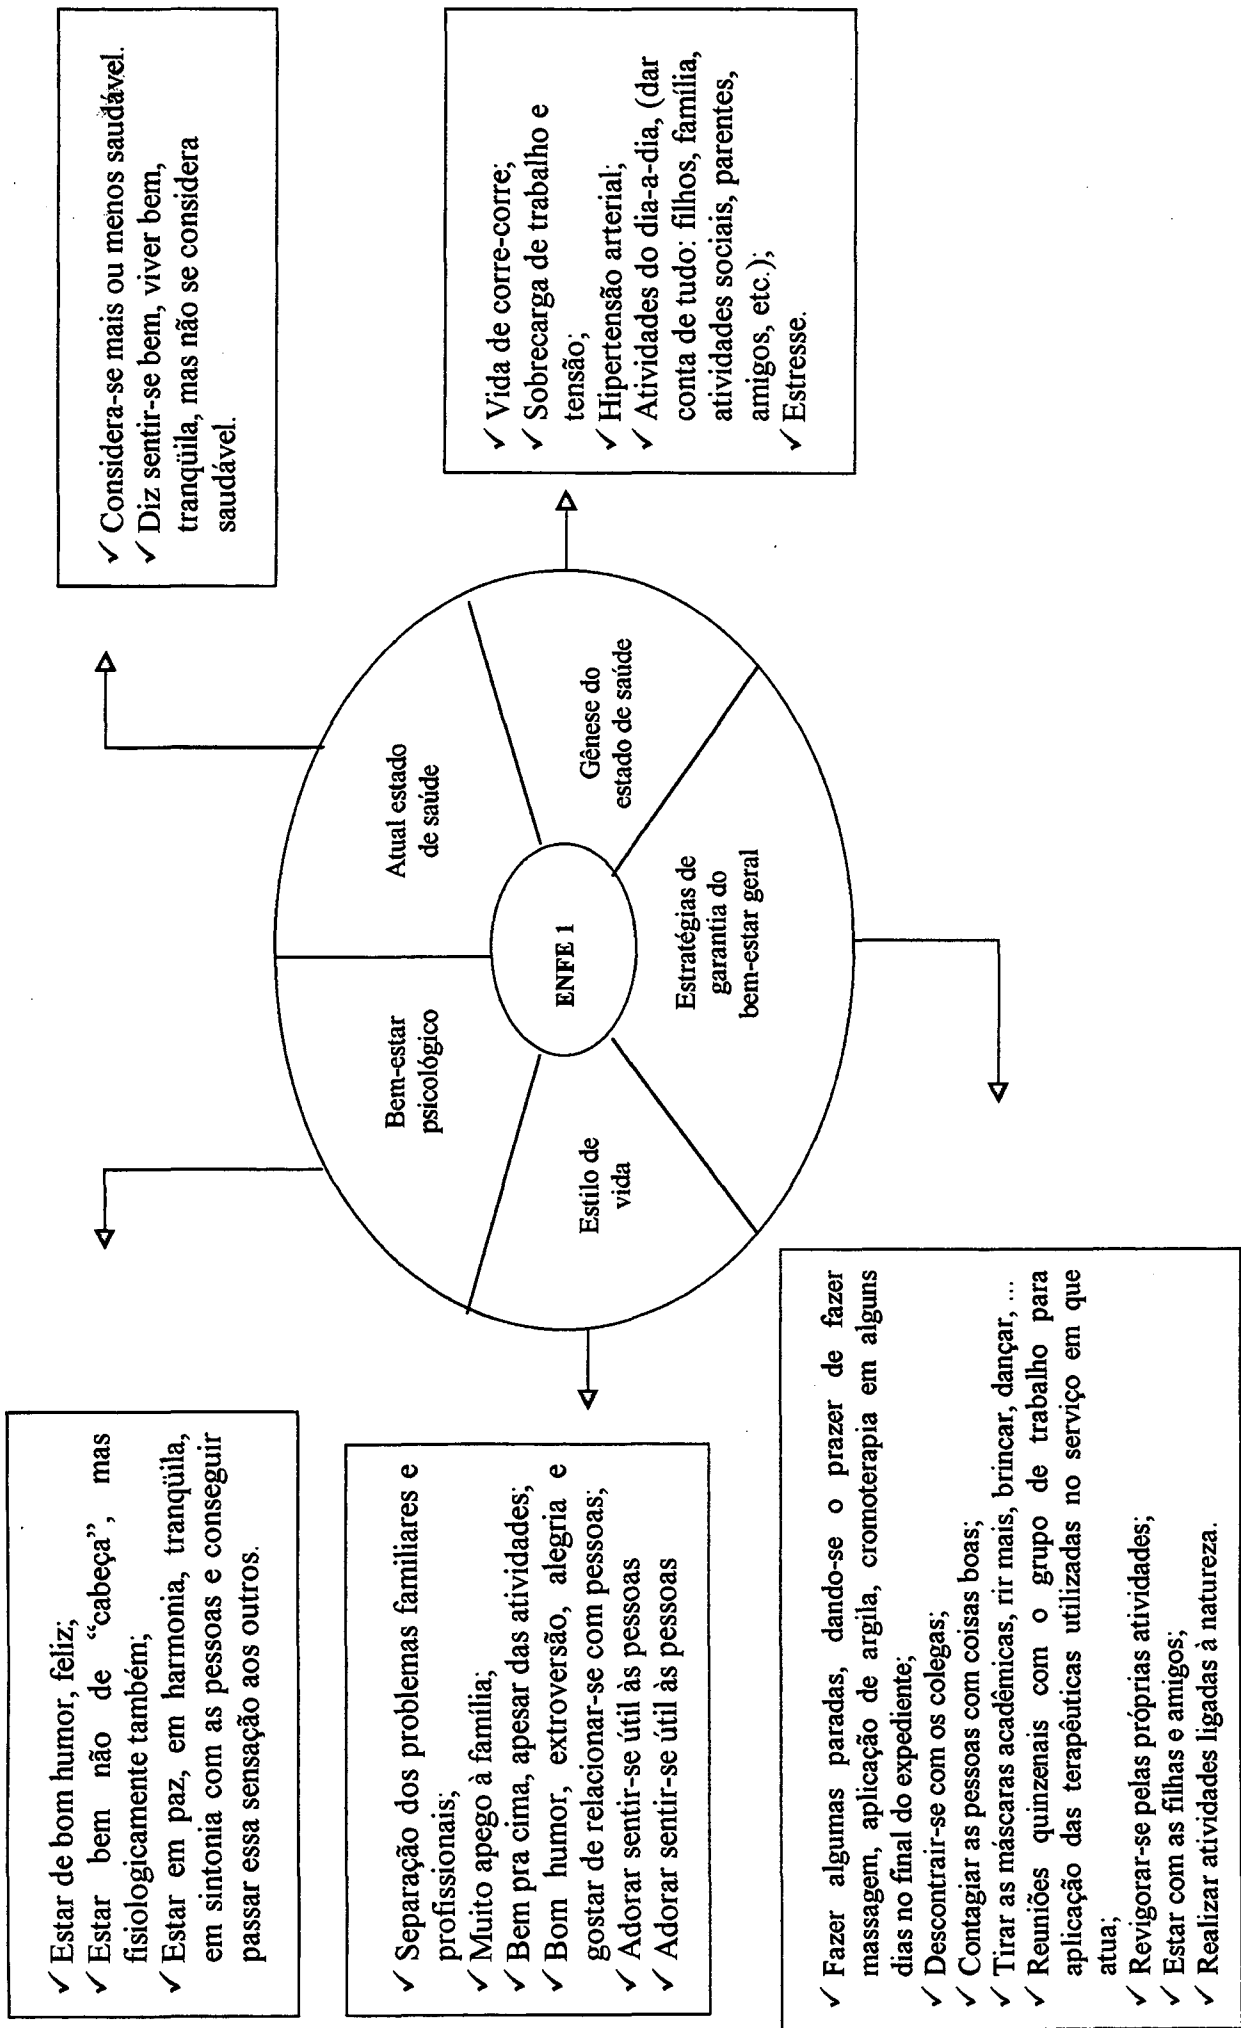 ✓ Estar de bom humor, feliz;
✓ Estar bem não de “cabeça”, mas
fisiologicamente também;
✓ Estar em paz, em harmonia, tranqüila,
em sintonia com as pessoas e conseguir
passar essa sensação aos outros.
✓ Considera-se mais ou menos saudável.
✓ Diz sentir-se bem, viver bem,
tranqüila, mas não se considera
saudável.
Bem-estar
psicológico
Atual estado
de saúde
✓ Separação dos problemas familiares e
profissionais;
✓ Muito apego à família;
✓ Bem pra cima, apesar das atividades;
✓ Bom humor, extroversão, alegria e
gostar de relacionar-se com pessoas;
✓ Adorar sentir-se útil às pessoas
✓ Adorar sentir-se útil às pessoas
Estilo de
vida
ENFE 1
Gênese do
estado de saúde
✓ Vida de corre-corre;
✓ Sobrecarga de trabalho e
tensão;
✓ Hipertensão arterial;
✓ Atividades do dia-a-dia, (dar
conta de tudo: filhos, família,
atividades sociais, parentes,
amigos, etc.);
✓ Estresse.
Estratégias de
garantia do
bem-estar geral
✓ Fazer algumas paradas, dando-se o prazer de fazer
massagem, aplicação de argila, cromoterapia em alguns
dias no final do expediente;
✓ Descontrair-se com os colegas;
✓ Contagiar as pessoas com coisas boas;
✓ Tirar as máscaras acadêmicas, rir mais, brincar, dançar, ...
✓ Reuniões quinzenais com o grupo de trabalho para
aplicação das terapêuticas utilizadas no serviço em que
atua;
✓ Revigorar-se pelas próprias atividades;
✓ Estar com as filhas e amigos;
✓ Realizar atividades ligadas à natureza.